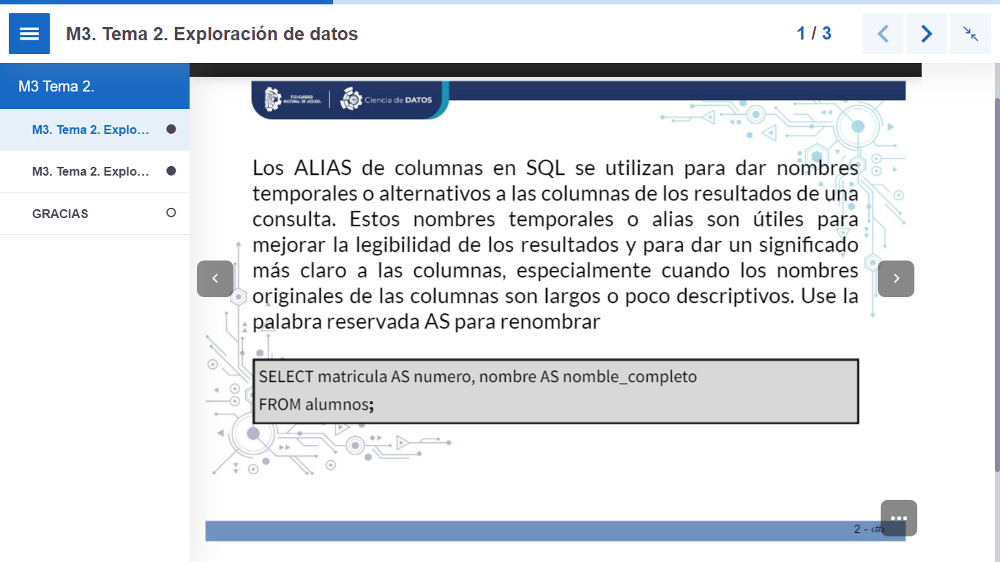 M3. Tema 2. Exploración de datos
1 / 3
M3 Tema 2.
M3. Tema 2. Explo...
M3. Tema 2. Explo...
GRACIAS
TECNOLÓGICO
NACIONAL DE MÉXICO®
Ciencia de DATOS
Los ALIAS de columnas en SQL se utilizan para dar nombres
temporales o alternativos a las columnas de los resultados de una
consulta. Estos nombres temporales o alias son útiles para
mejorar la legibilidad de los resultados y para dar un significado
más claro a las columnas, especialmente cuando los nombres
originales de las columnas son largos o poco descriptivos. Use la
palabra reservada AS para renombrar
SELECT matricula AS numero, nombre AS nomble_completo
FROM alumnos;
2 - ‹#›